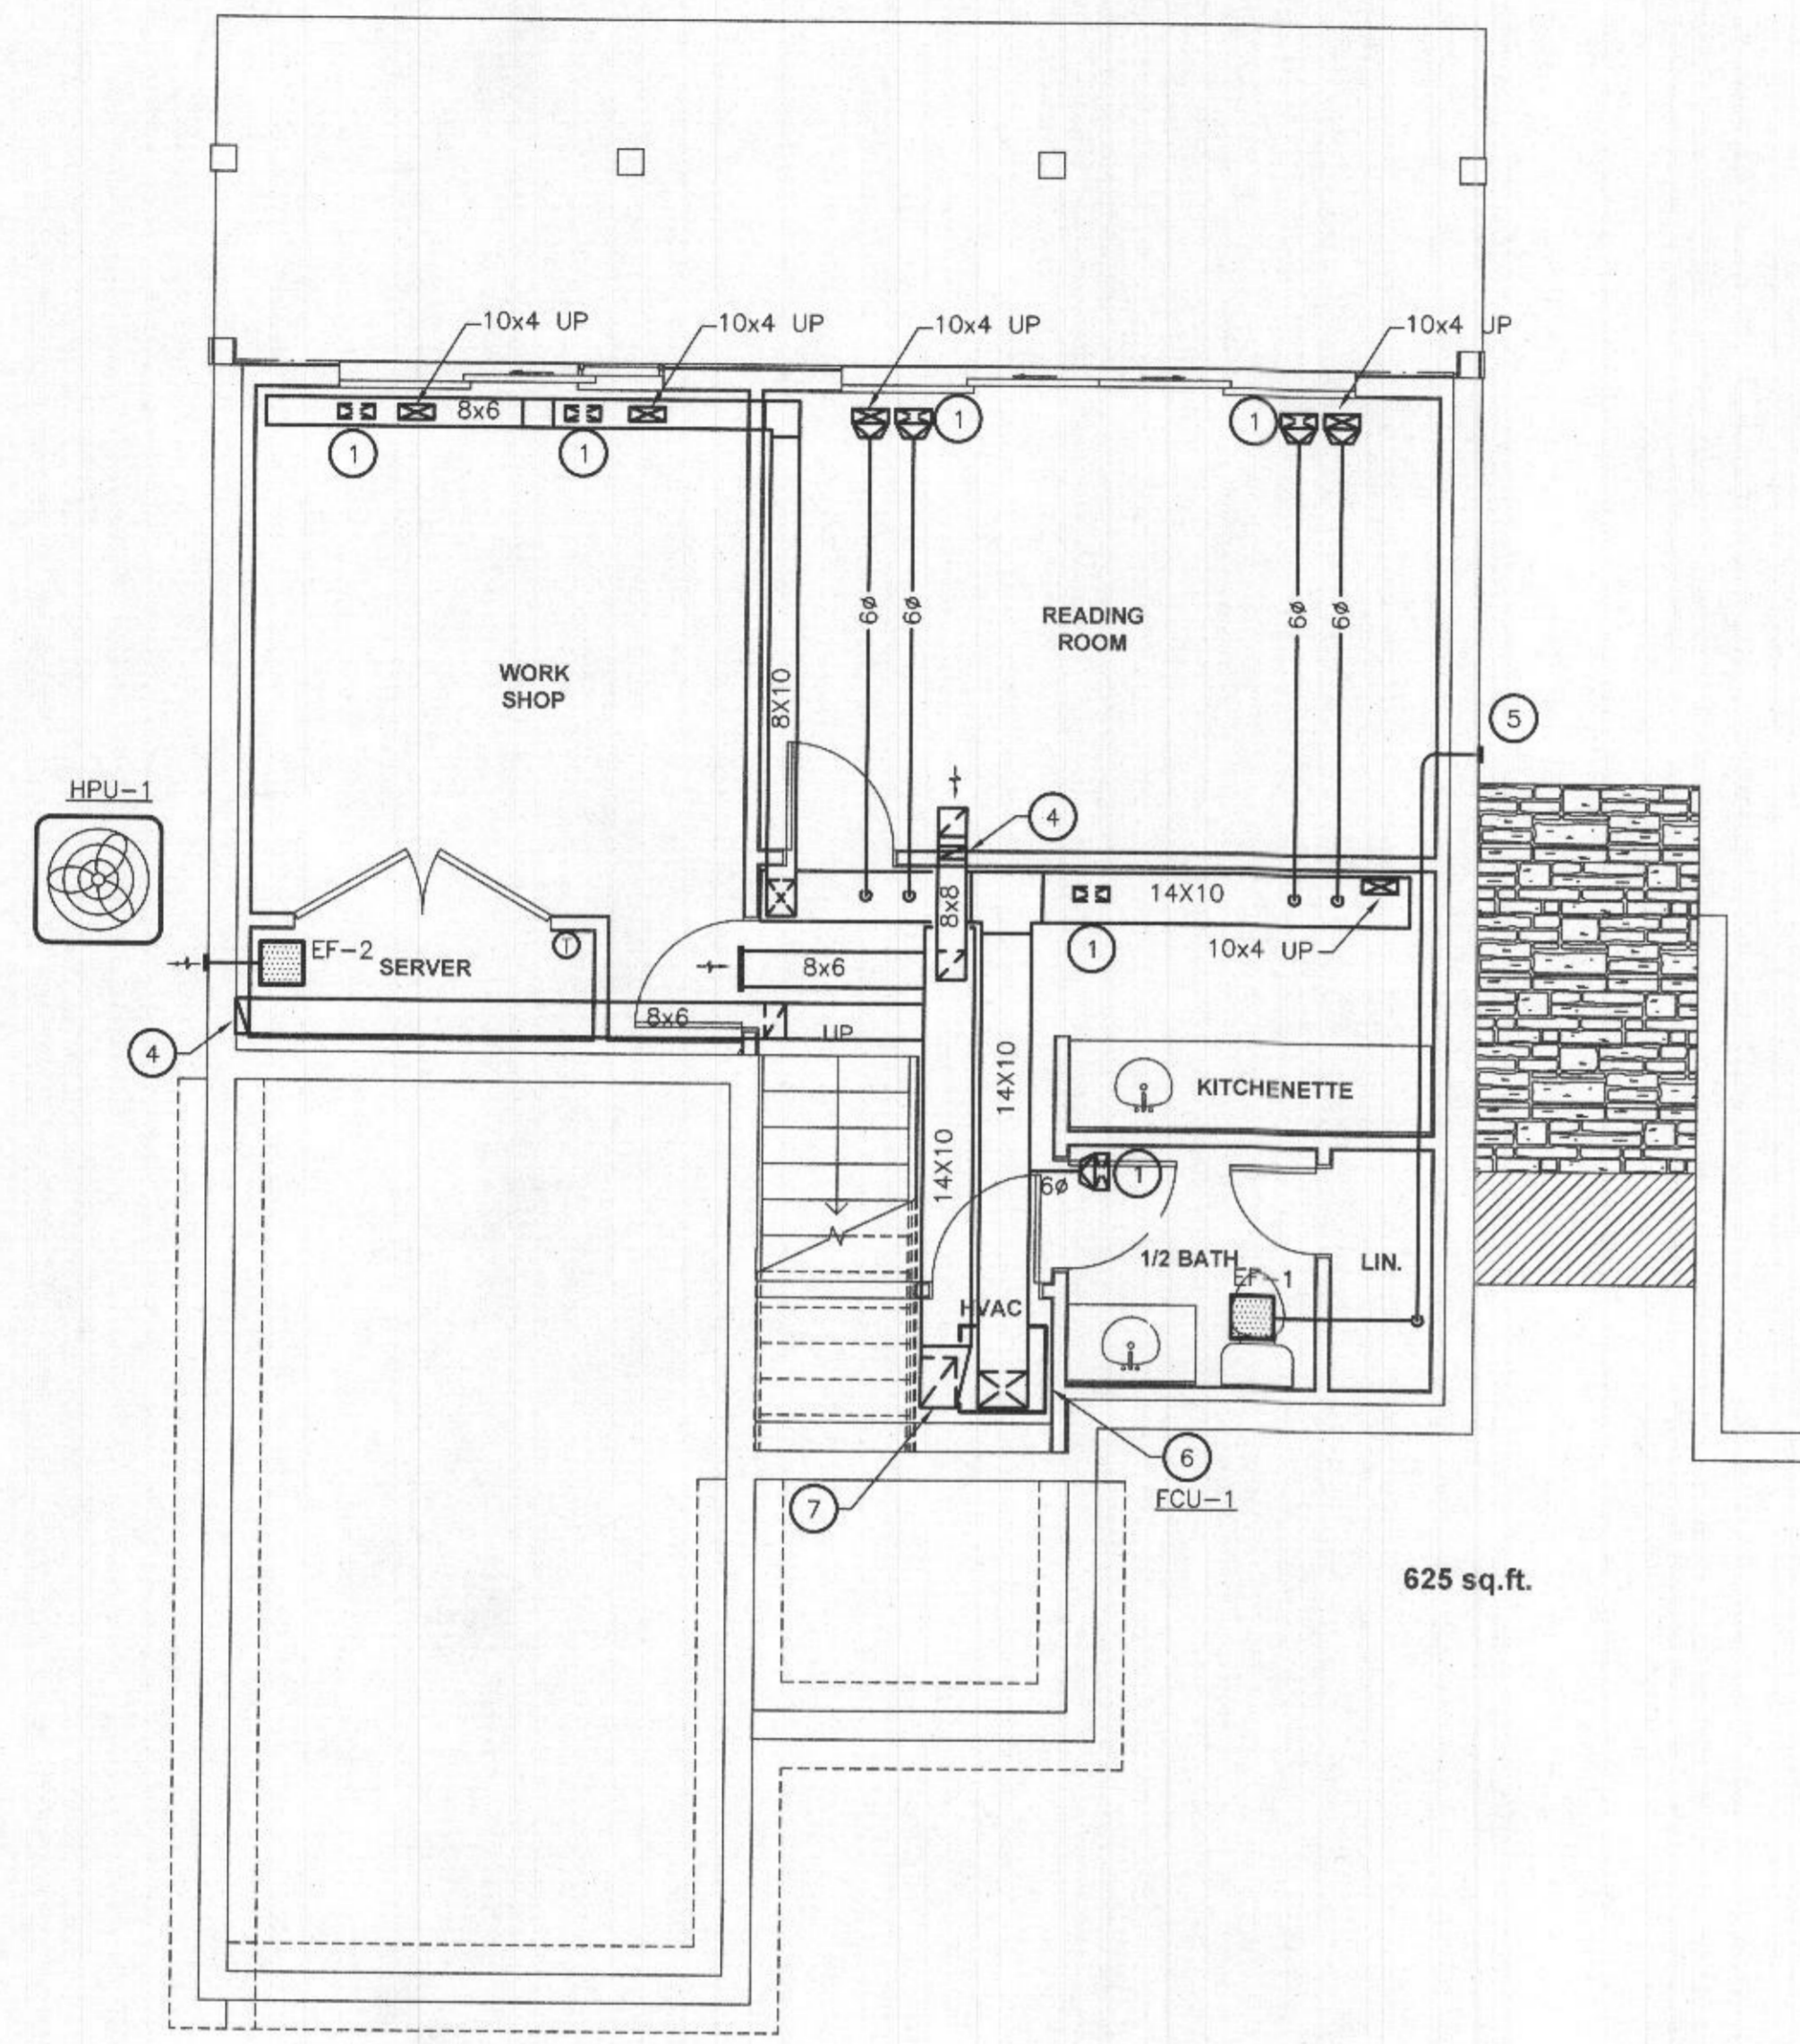 10x4 UP
10x4 UP
10x4 UP
10x4 UP
8x6
1
1
1
1
6ø
6ø
6ø
6ø
READING
ROOM
WORK
SHOP
8X10
5
HPU-1
4
8x8
14X10
1
10x4 UP
EF-2
SERVER
T
8x6
8x6
UP
4
14X10
14X10
KITCHENETTE
6ø
1
1/2 BATH
EF-1
LIN.
HVAC
6
FCU-1
7
625 sq.ft.